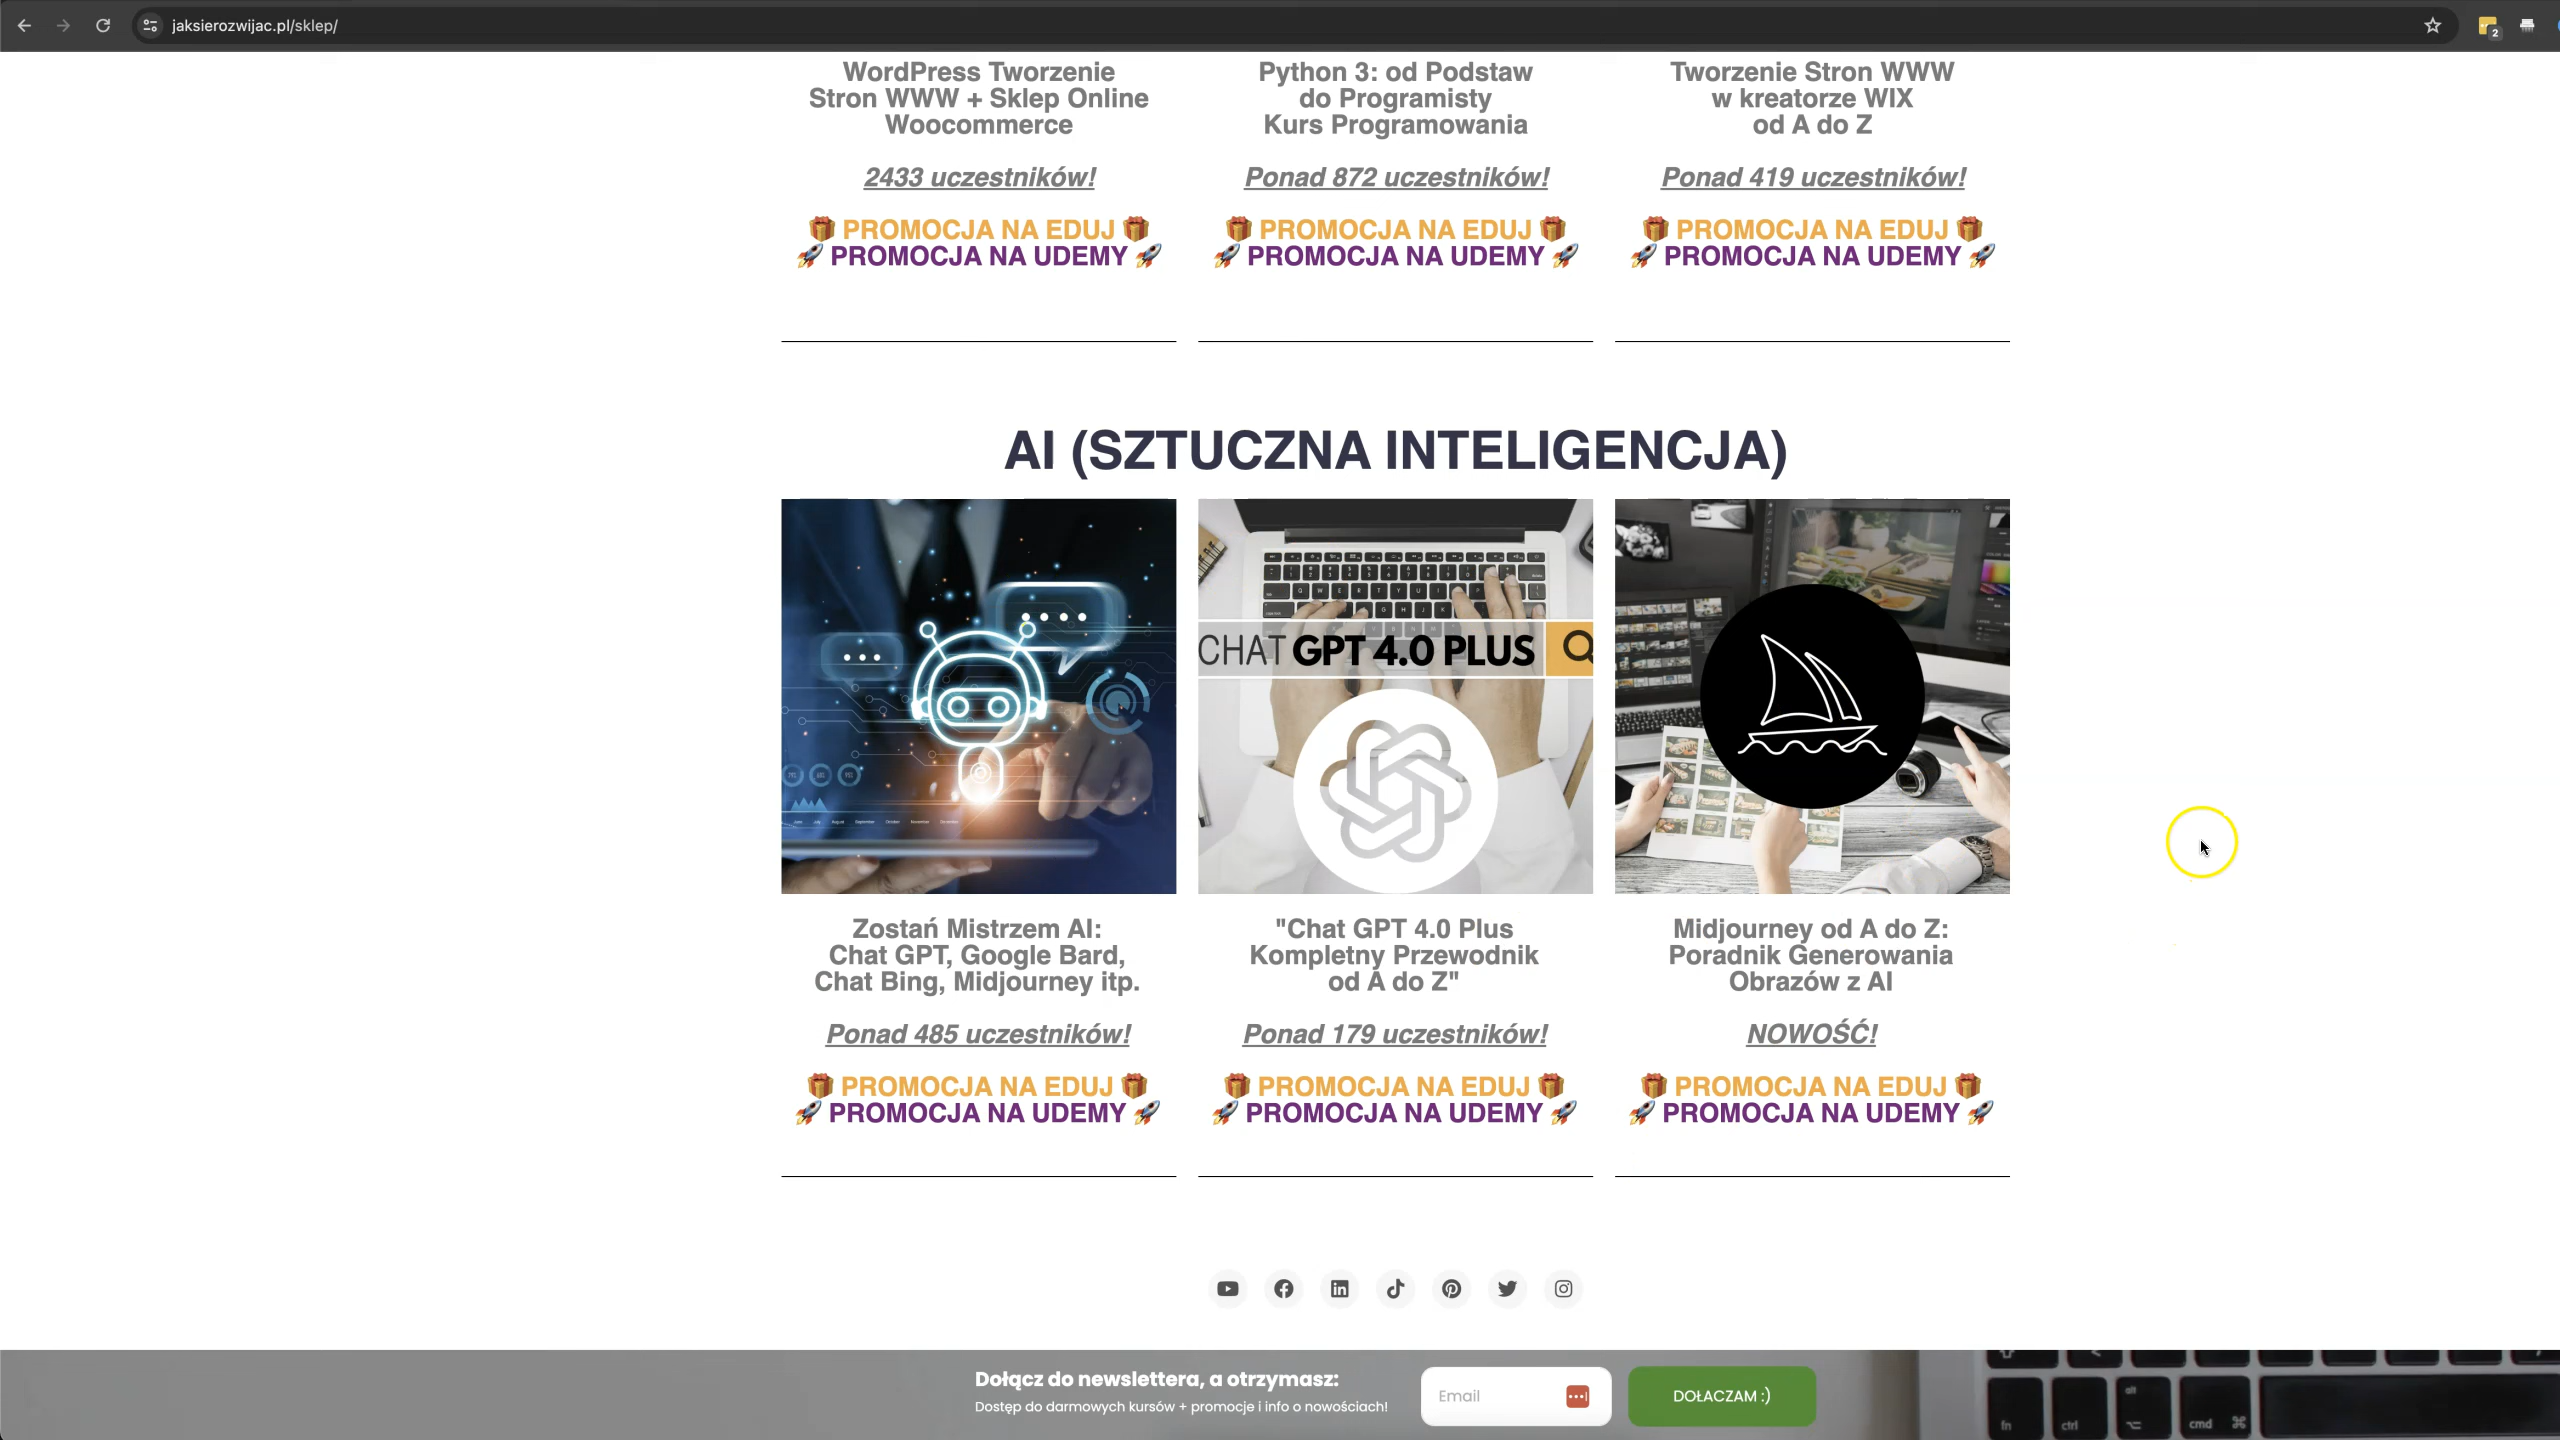 jaksierozwijac.pl/sklep/
2
WordPress Tworzenie
Stron WWW + Sklep Online
Woocommerce
2433 uczestników!
PROMOCJA NA EDUJ
PROMOCJA NA UDEMY
Python 3: od Podstaw
do Programisty
Kurs Programowania
Ponad 872 uczestników!
PROMOCJA NA EDUJ
PROMOCJA NA UDEMY
Tworzenie Stron WWW
w kreatorze WIX
od A do Z
Ponad 419 uczestników!
PROMOCJA NA EDUJ
PROMOCJA NA UDEMY
AI (SZTUCZNA INTELIGENCJA)
Zostań Mistrzem AI:
Chat GPT, Google Bard,
Chat Bing, Midjourney itp.
Ponad 485 uczestników!
PROMOCJA NA EDUJ
PROMOCJA NA UDEMY
CHAT GPT 4.0 PLUS
"Chat GPT 4.0 Plus
Kompletny Przewodnik
od A do Z"
Ponad 179 uczestników!
PROMOCJA NA EDUJ
PROMOCJA NA UDEMY
Midjourney od A do Z:
Poradnik Generowania
Obrazów z AI
NOWOŚĆ!
PROMOCJA NA EDUJ
PROMOCJA NA UDEMY
Dołącz do newslettera, a otrzymasz:
Dostęp do darmowych kursów + promocje i info o nowościach!
Email
DOŁACZAM :)
alt
fn
ctrl
cmd